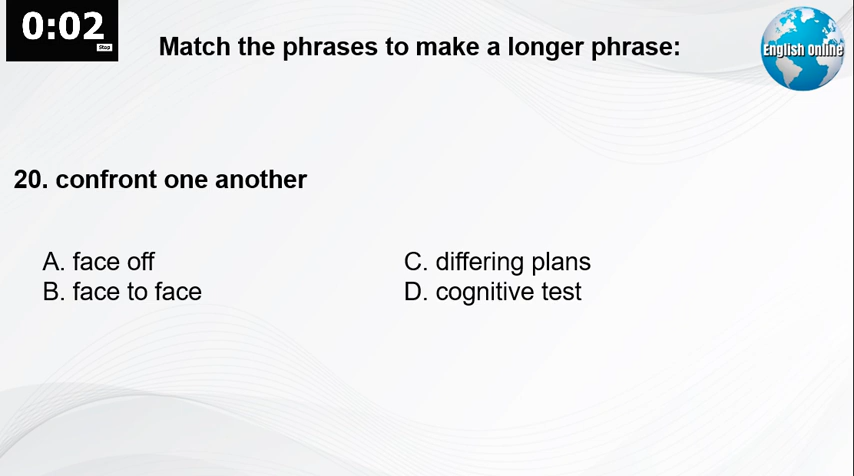 0:02
Stop
Match the phrases to make a longer phrase:
English Online
20. confront one another
A. face off
B. face to face
C. differing plans
D. cognitive test